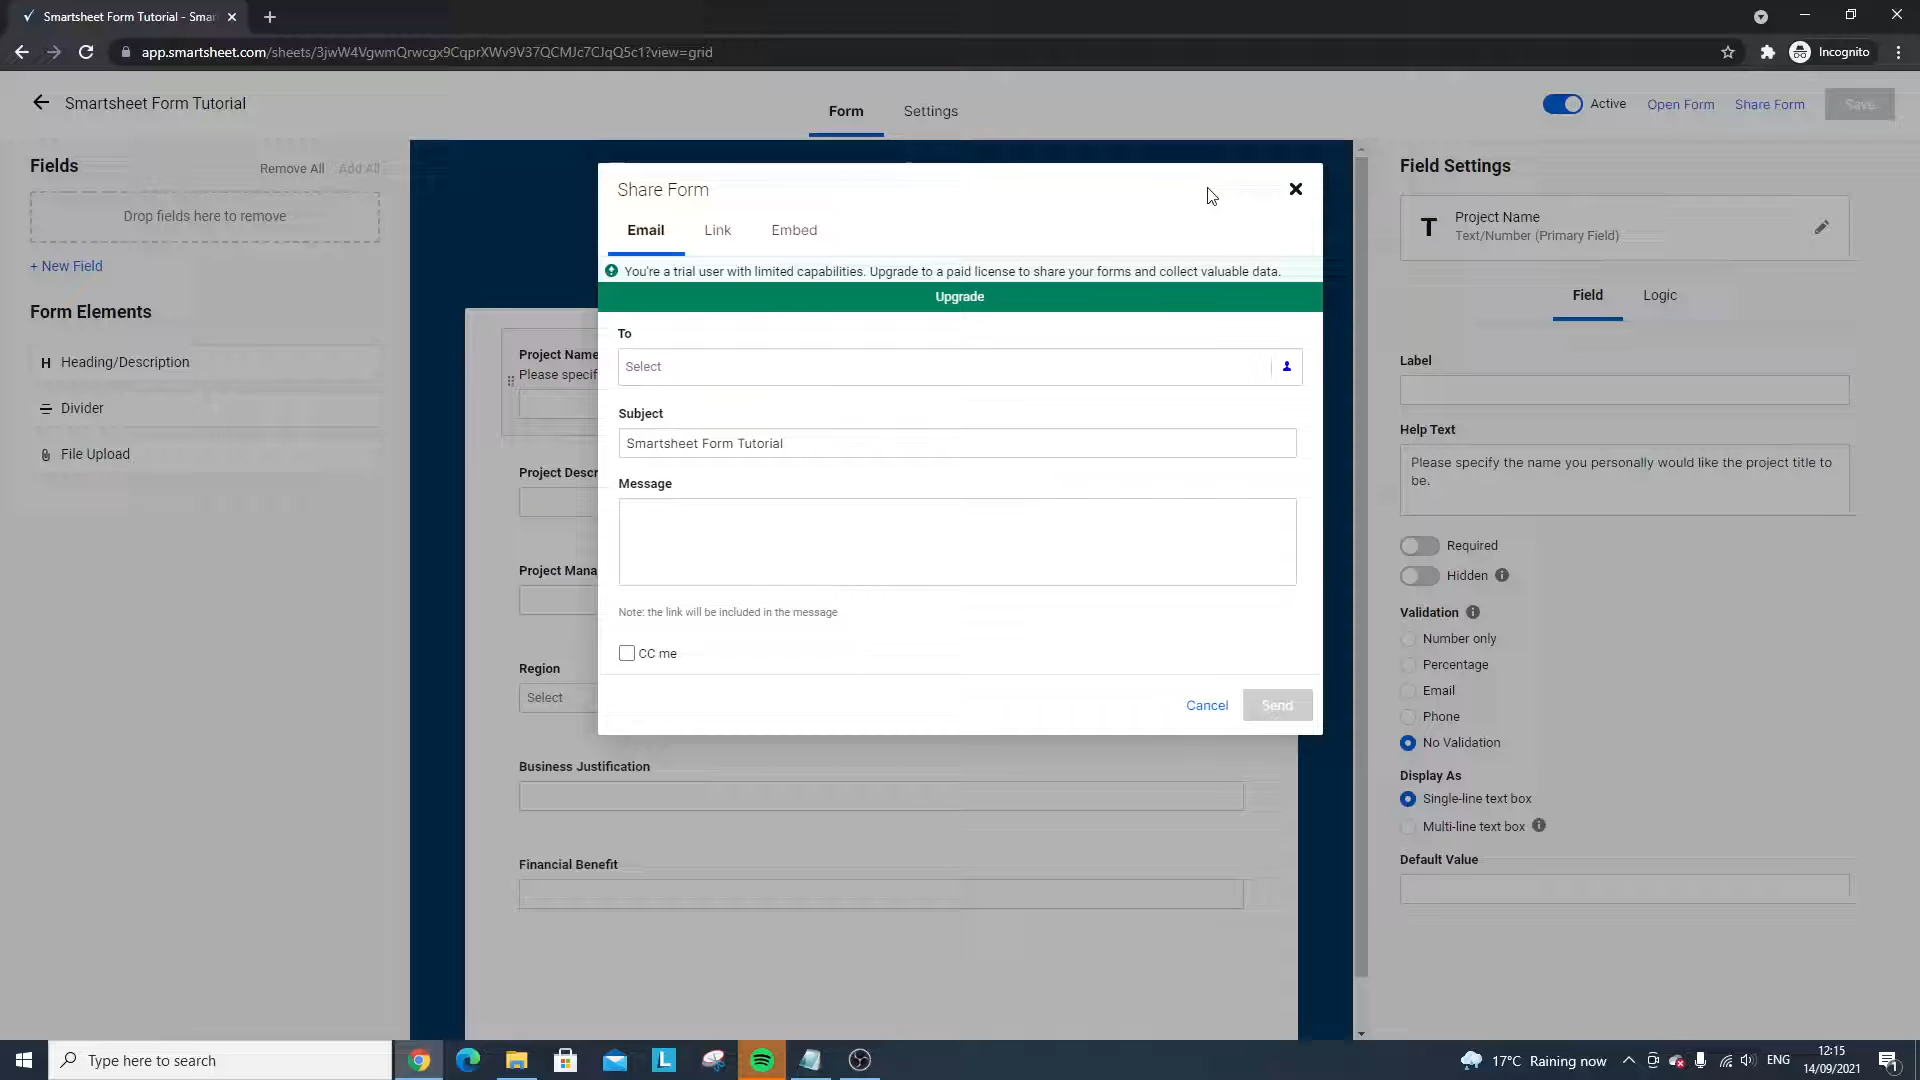 Smartsheet Form Tutorial - Smar
app.smartsheet.com/sheets/3jwW4VgwmQrwcgx9CqprXWv9V37QCMJc7CJqQ5c1?view=grid
Incognito
Smartsheet Form Tutorial
Form
Settings
Active
Open Form
Share Form
Save
Fields
Remove All
Add All
Drop fields here to remove
+ New Field
Form Elements
H Heading/Description
Divider
File Upload
Project Name
Please specif
Project Descr
Project Mana
Region
Select
Business Justification
Financial Benefit
Share Form
Email
Link
Embed
You're a trial user with limited capabilities. Upgrade to a paid license to share your forms and collect valuable data.
Upgrade
To
Select
Subject
Smartsheet Form Tutorial
Message
Note: the link will be included in the message
CC me
Cancel
Send
Field Settings
T
Project Name
Text/Number (Primary Field)
Field
Logic
Label
Help Text
Please specify the name you personally would like the project title to
be.
Required
Hidden
Validation
Number only
Percentage
Email
Phone
No Validation
Display As
Single-line text box
Multi-line text box
Default Value
Type here to search
L
17°C Raining now
ENG
12:15
14/09/2021
1